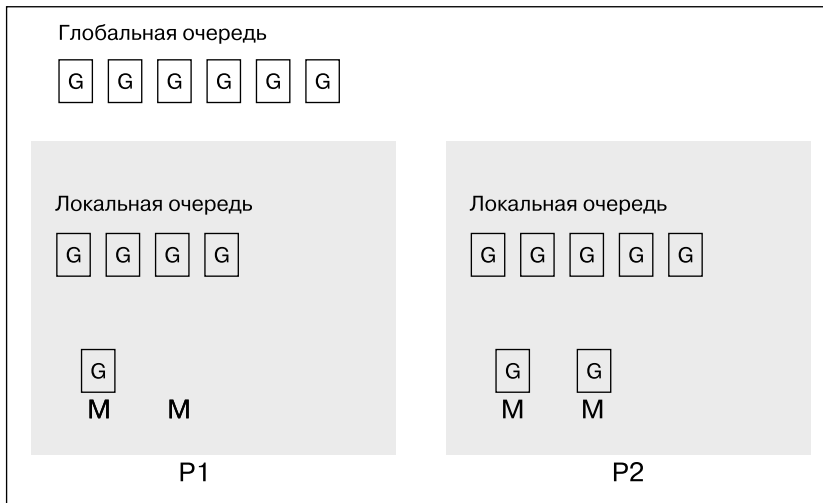 Глобальная очередь
G G G G G G
Локальная очередь
G G G G
G
M M
P1
Локальная очередь
G G G G G
G G
M M
P2